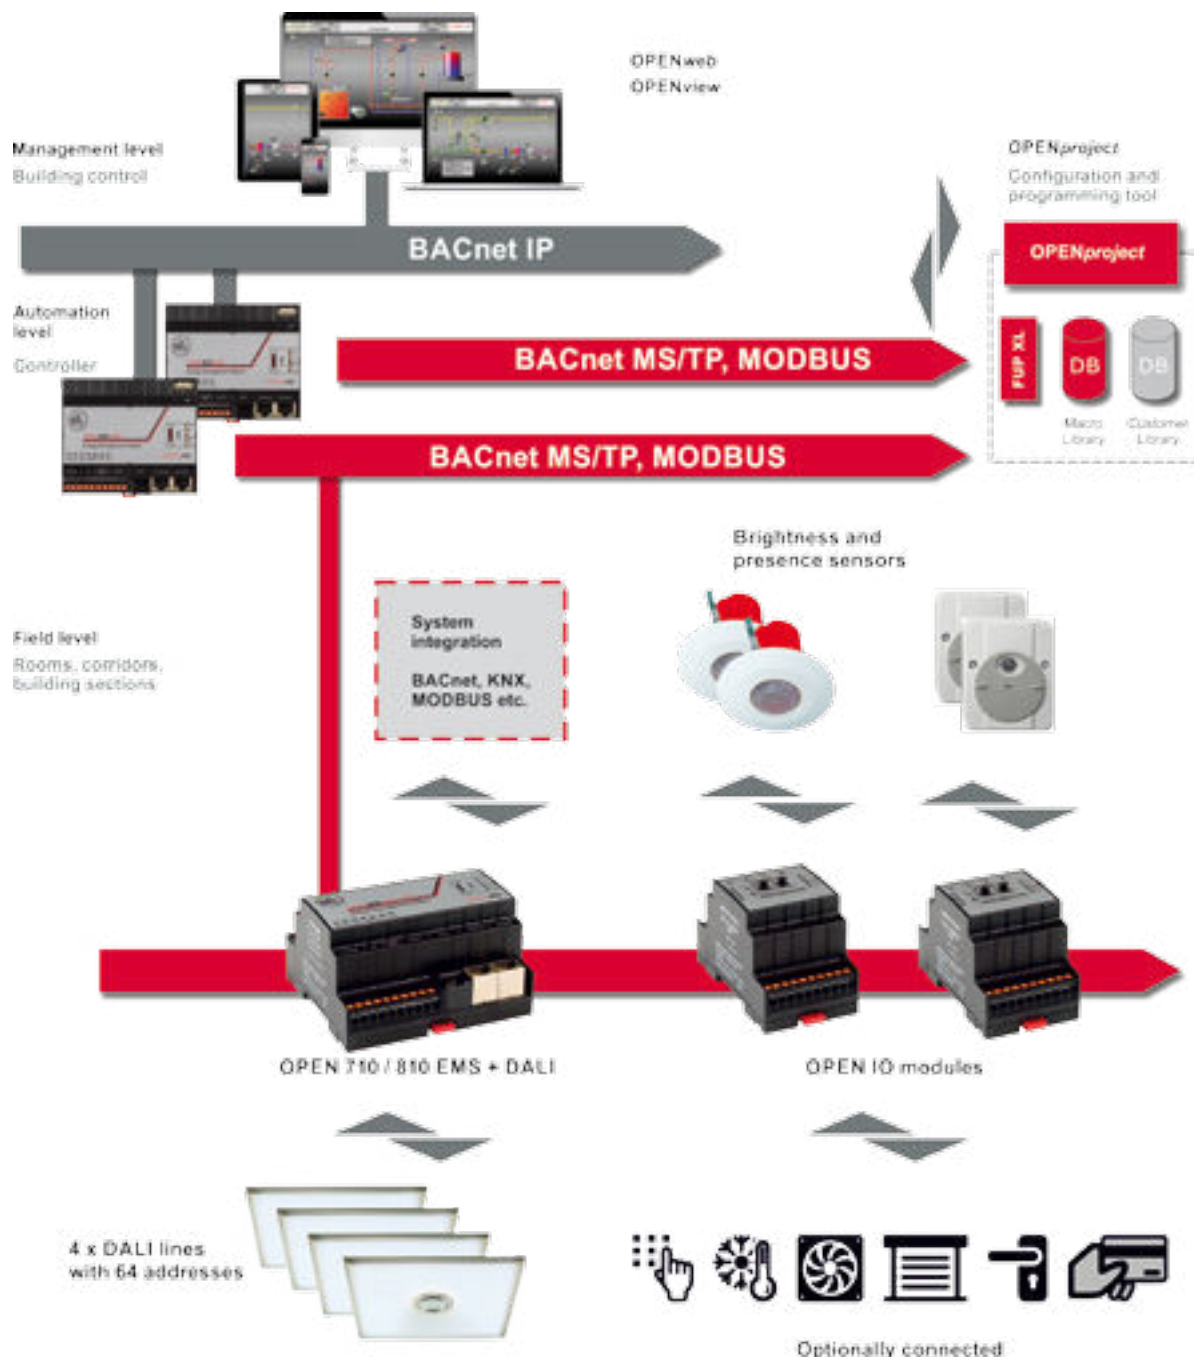 OPENweb
OPENview
Management level
Building control
BACnet IP
OPENproject
Configuration and
programming tool
OPENproject
Automation
level
Controller
BACnet MS/TP, MODBUS
FUP XL
DB
DB
Macro
Library
Customer
Library
BACnet MS/TP, MODBUS
Brightness and
presence sensors
System
integration
BACnet, KNX,
MODBUS etc.
Field level
Rooms, corridors,
building sections
OPEN 710 / 810 EMS + DALI
OPEN IO modules
4 x DALI lines
with 64 addresses
Optionally connected